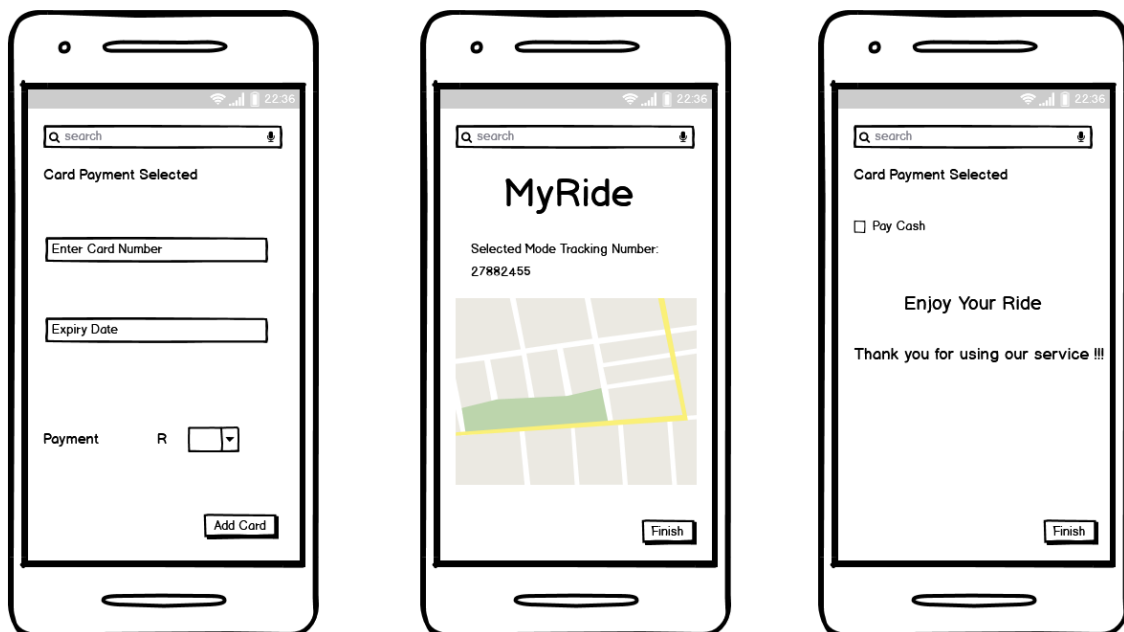 22:36
search
Card Payment Selected
Enter Card Number
Expiry Date
Payment R
Add Card
22:36
search
MyRide
Selected Mode Tracking Number:
27882455
Finish
22:36
search
Card Payment Selected
Pay Cash
Enjoy Your Ride
Thank you for using our service !!!
Finish